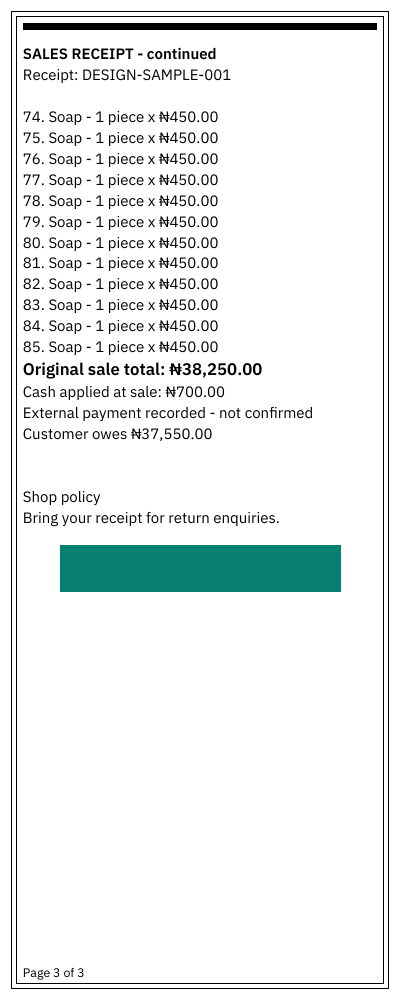 SALES RECEIPT - continued
Receipt: DESIGN-SAMPLE-001
74. Soap - 1 piece x ₦450.00
75. Soap - 1 piece x ₦450.00
76. Soap - 1 piece x ₦450.00
77. Soap - 1 piece x ₦450.00
78. Soap - 1 piece x ₦450.00
79. Soap - 1 piece x ₦450.00
80. Soap - 1 piece x ₦450.00
81. Soap - 1 piece x ₦450.00
82. Soap - 1 piece x ₦450.00
83. Soap - 1 piece x ₦450.00
84. Soap - 1 piece x ₦450.00
85. Soap - 1 piece x ₦450.00
Original sale total: ₦38,250.00
Cash applied at sale: ₦700.00
External payment recorded - not confirmed
Customer owes ₦37,550.00
Shop policy
Bring your receipt for return enquiries.
Page 3 of 3